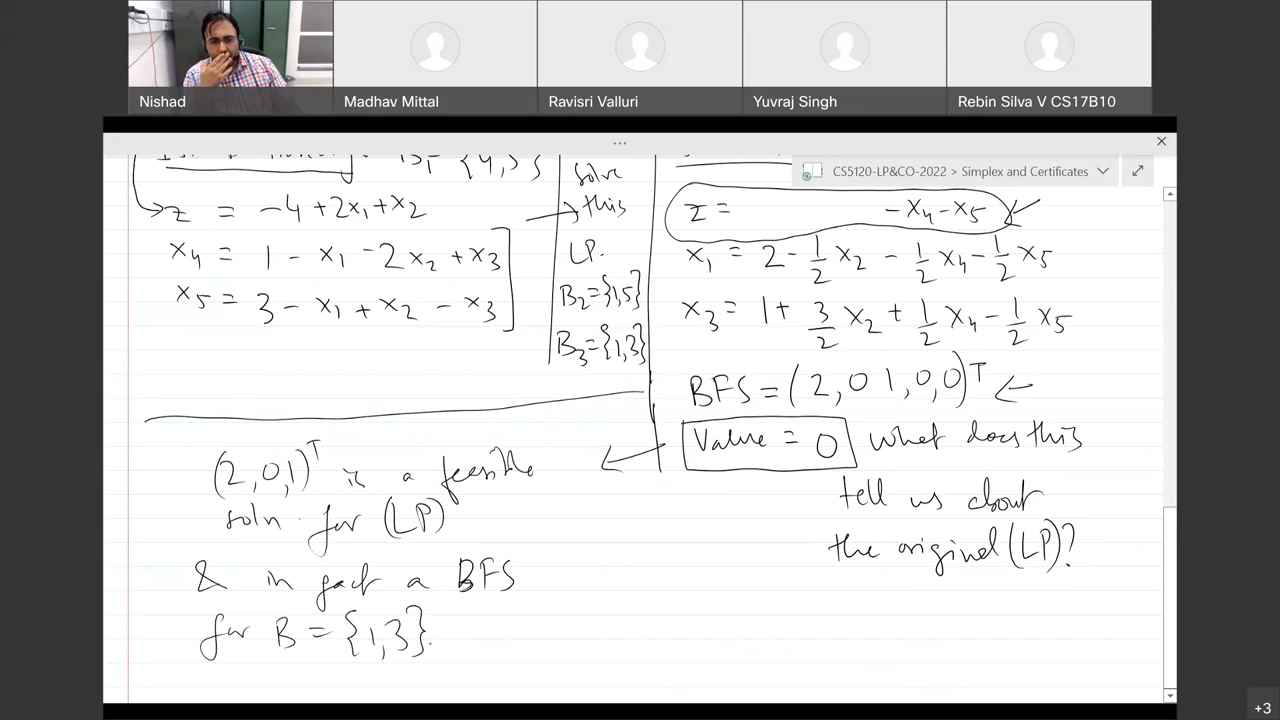 Nishad
Madhav Mittal
Ravisri Valluri
Yuvraj Singh
Rebin Silva V CS17B10
CS5120-LP&CO-2022 > Simplex and Certificates
= {4,5}
z = -4+2x₁+x₂
x₄ = 1 - x₁ - 2x₂ + x₃
x₅ = 3 - x₁ + x₂ - x₃
solve
this
LP.
B₂={1,5}
B₃={1,3}
z = -x₄-x₅
x₁ = 2 - 1/2 x₂ - 1/2 x₄ - 1/2 x₅
x₃ = 1 + 3/2 x₂ + 1/2 x₄ - 1/2 x₅
BFS = (2, 0 1, 0, 0)ᵀ
Value = 0 what does this
tell us about
the original (LP)?
(2,0,1)ᵀ is a feasible
soln. for (LP)
& in fact a BFS
for B = {1,3}.
+3